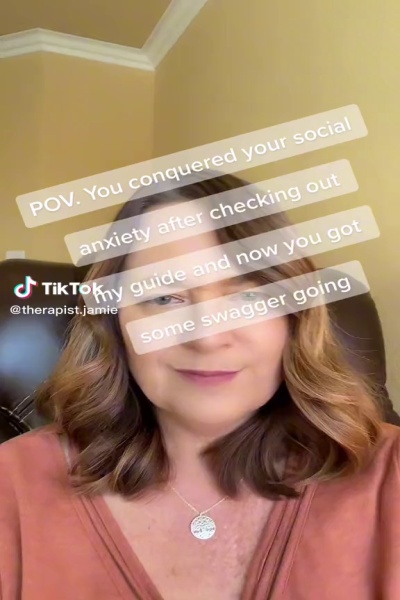 POV. You conquered your social
anxiety after checking out
my guide and now you got
some swagger going
TikTok
@therapist.jamie